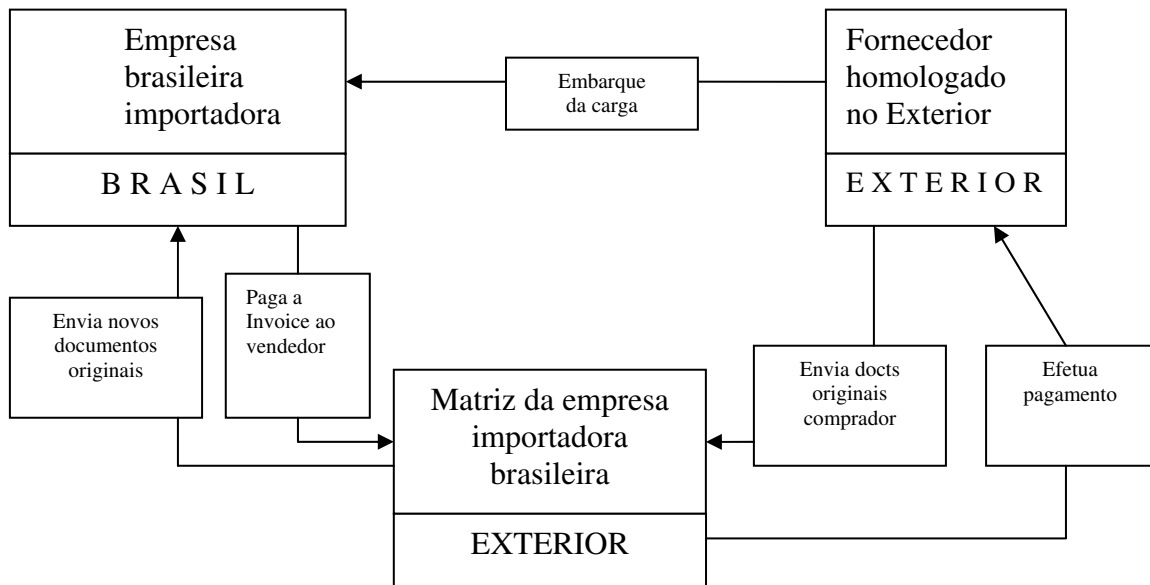 Empresa
brasileira
importadora
B R A S I L
Embarque
da carga
Fornecedor
homologado
no Exterior
E X T E R I O R
Envia novos
documentos
originais
Paga a
Invoice ao
vendedor
Matriz da empresa
importadora
brasileira
EXTERIOR
Envia docts
originais
comprador
Efetua
pagamento